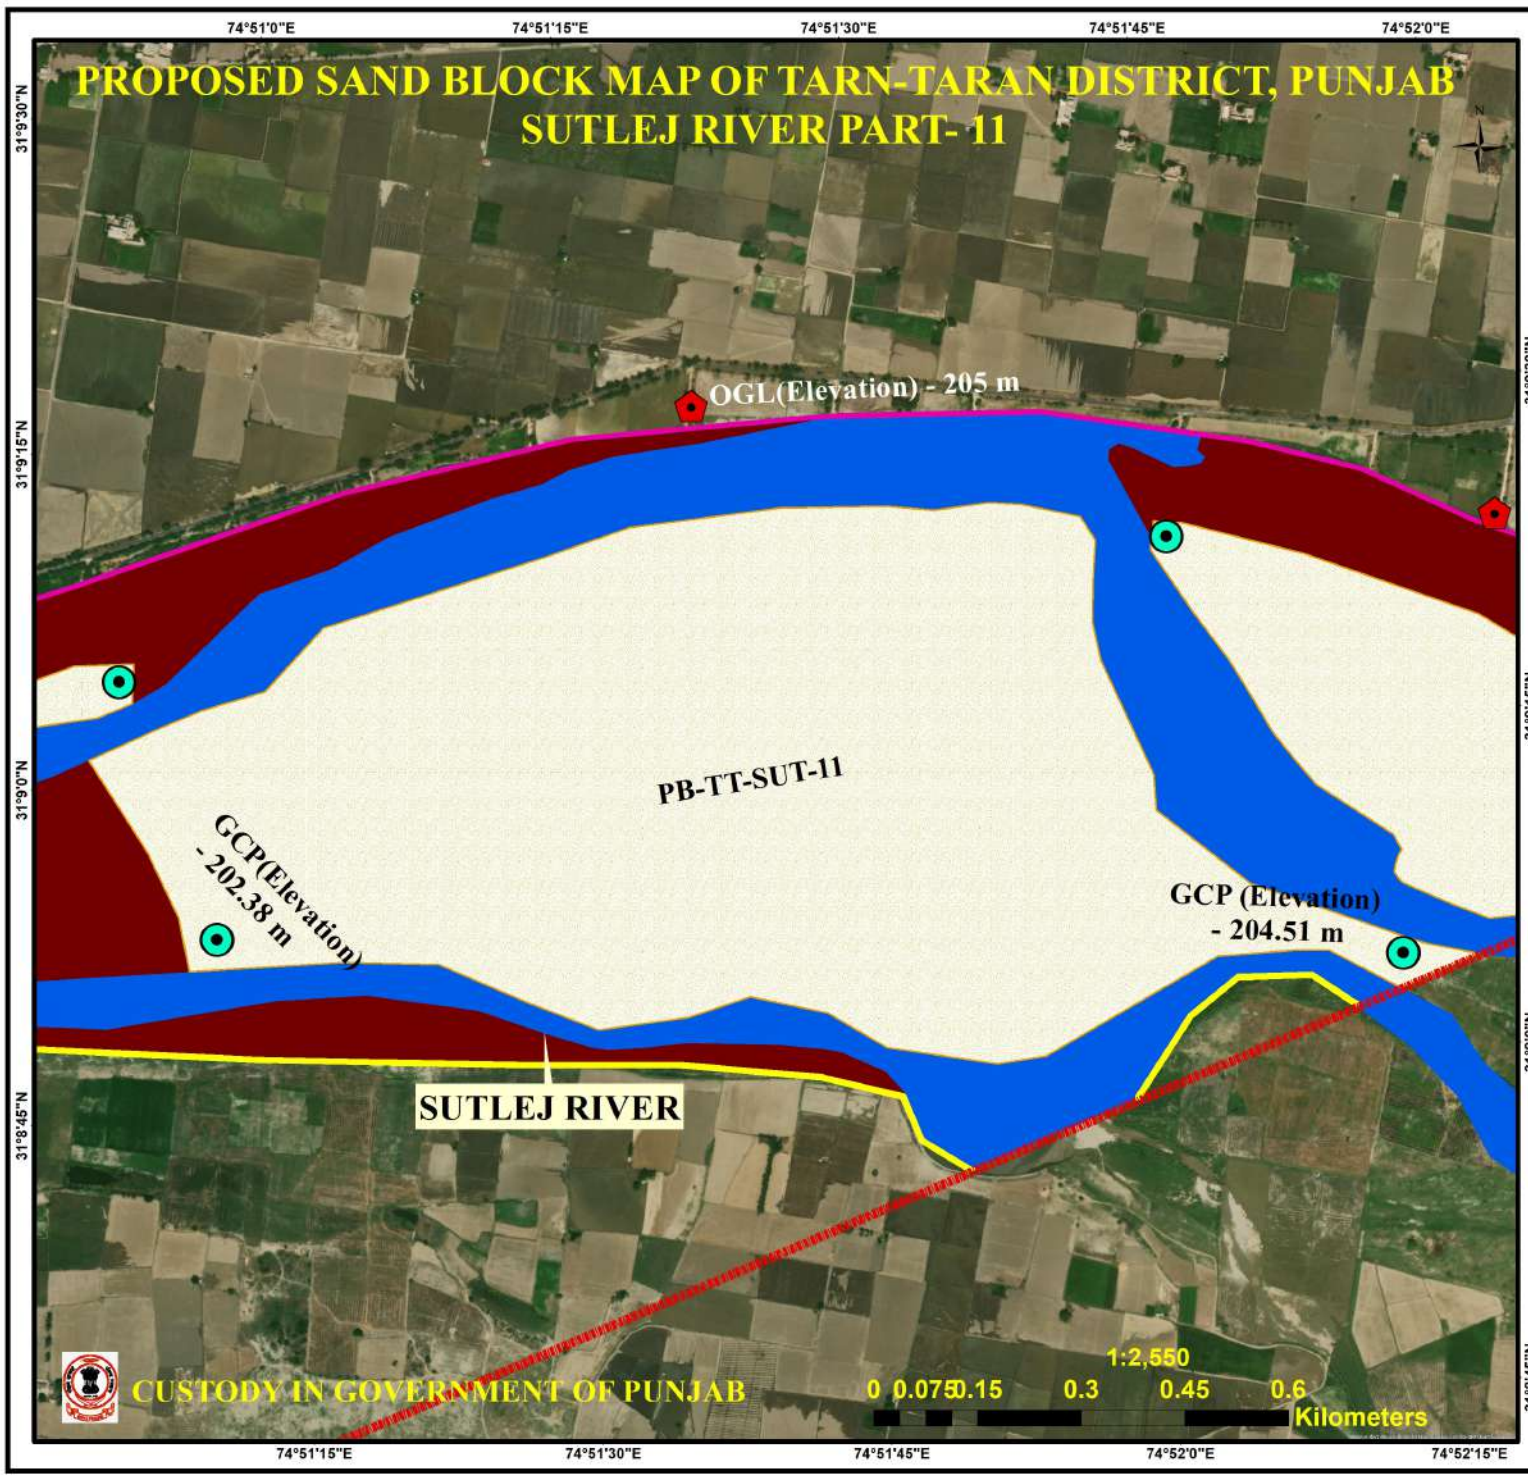 74°51'0"E 74°51'15"E 74°51'30"E 74°51'45"E 74°52'0"E
PROPOSED SAND BLOCK MAP OF TARN-TARAN DISTRICT, PUNJAB
SUTLEJ RIVER PART- 11
N
31°9'30"N
31°9'15"N
31°9'0"N
31°8'45"N
OGL(Elevation) - 205 m
PB-TT-SUT-11
GCP(Elevation)
- 202.38 m
GCP (Elevation)
- 204.51 m
SUTLEJ RIVER
1:2,550
CUSTODY IN GOVERNMENT OF PUNJAB
0 0.075 0.15 0.3 0.45 0.6
Kilometers
74°51'15"E 74°51'30"E 74°51'45"E 74°52'0"E 74°52'15"E